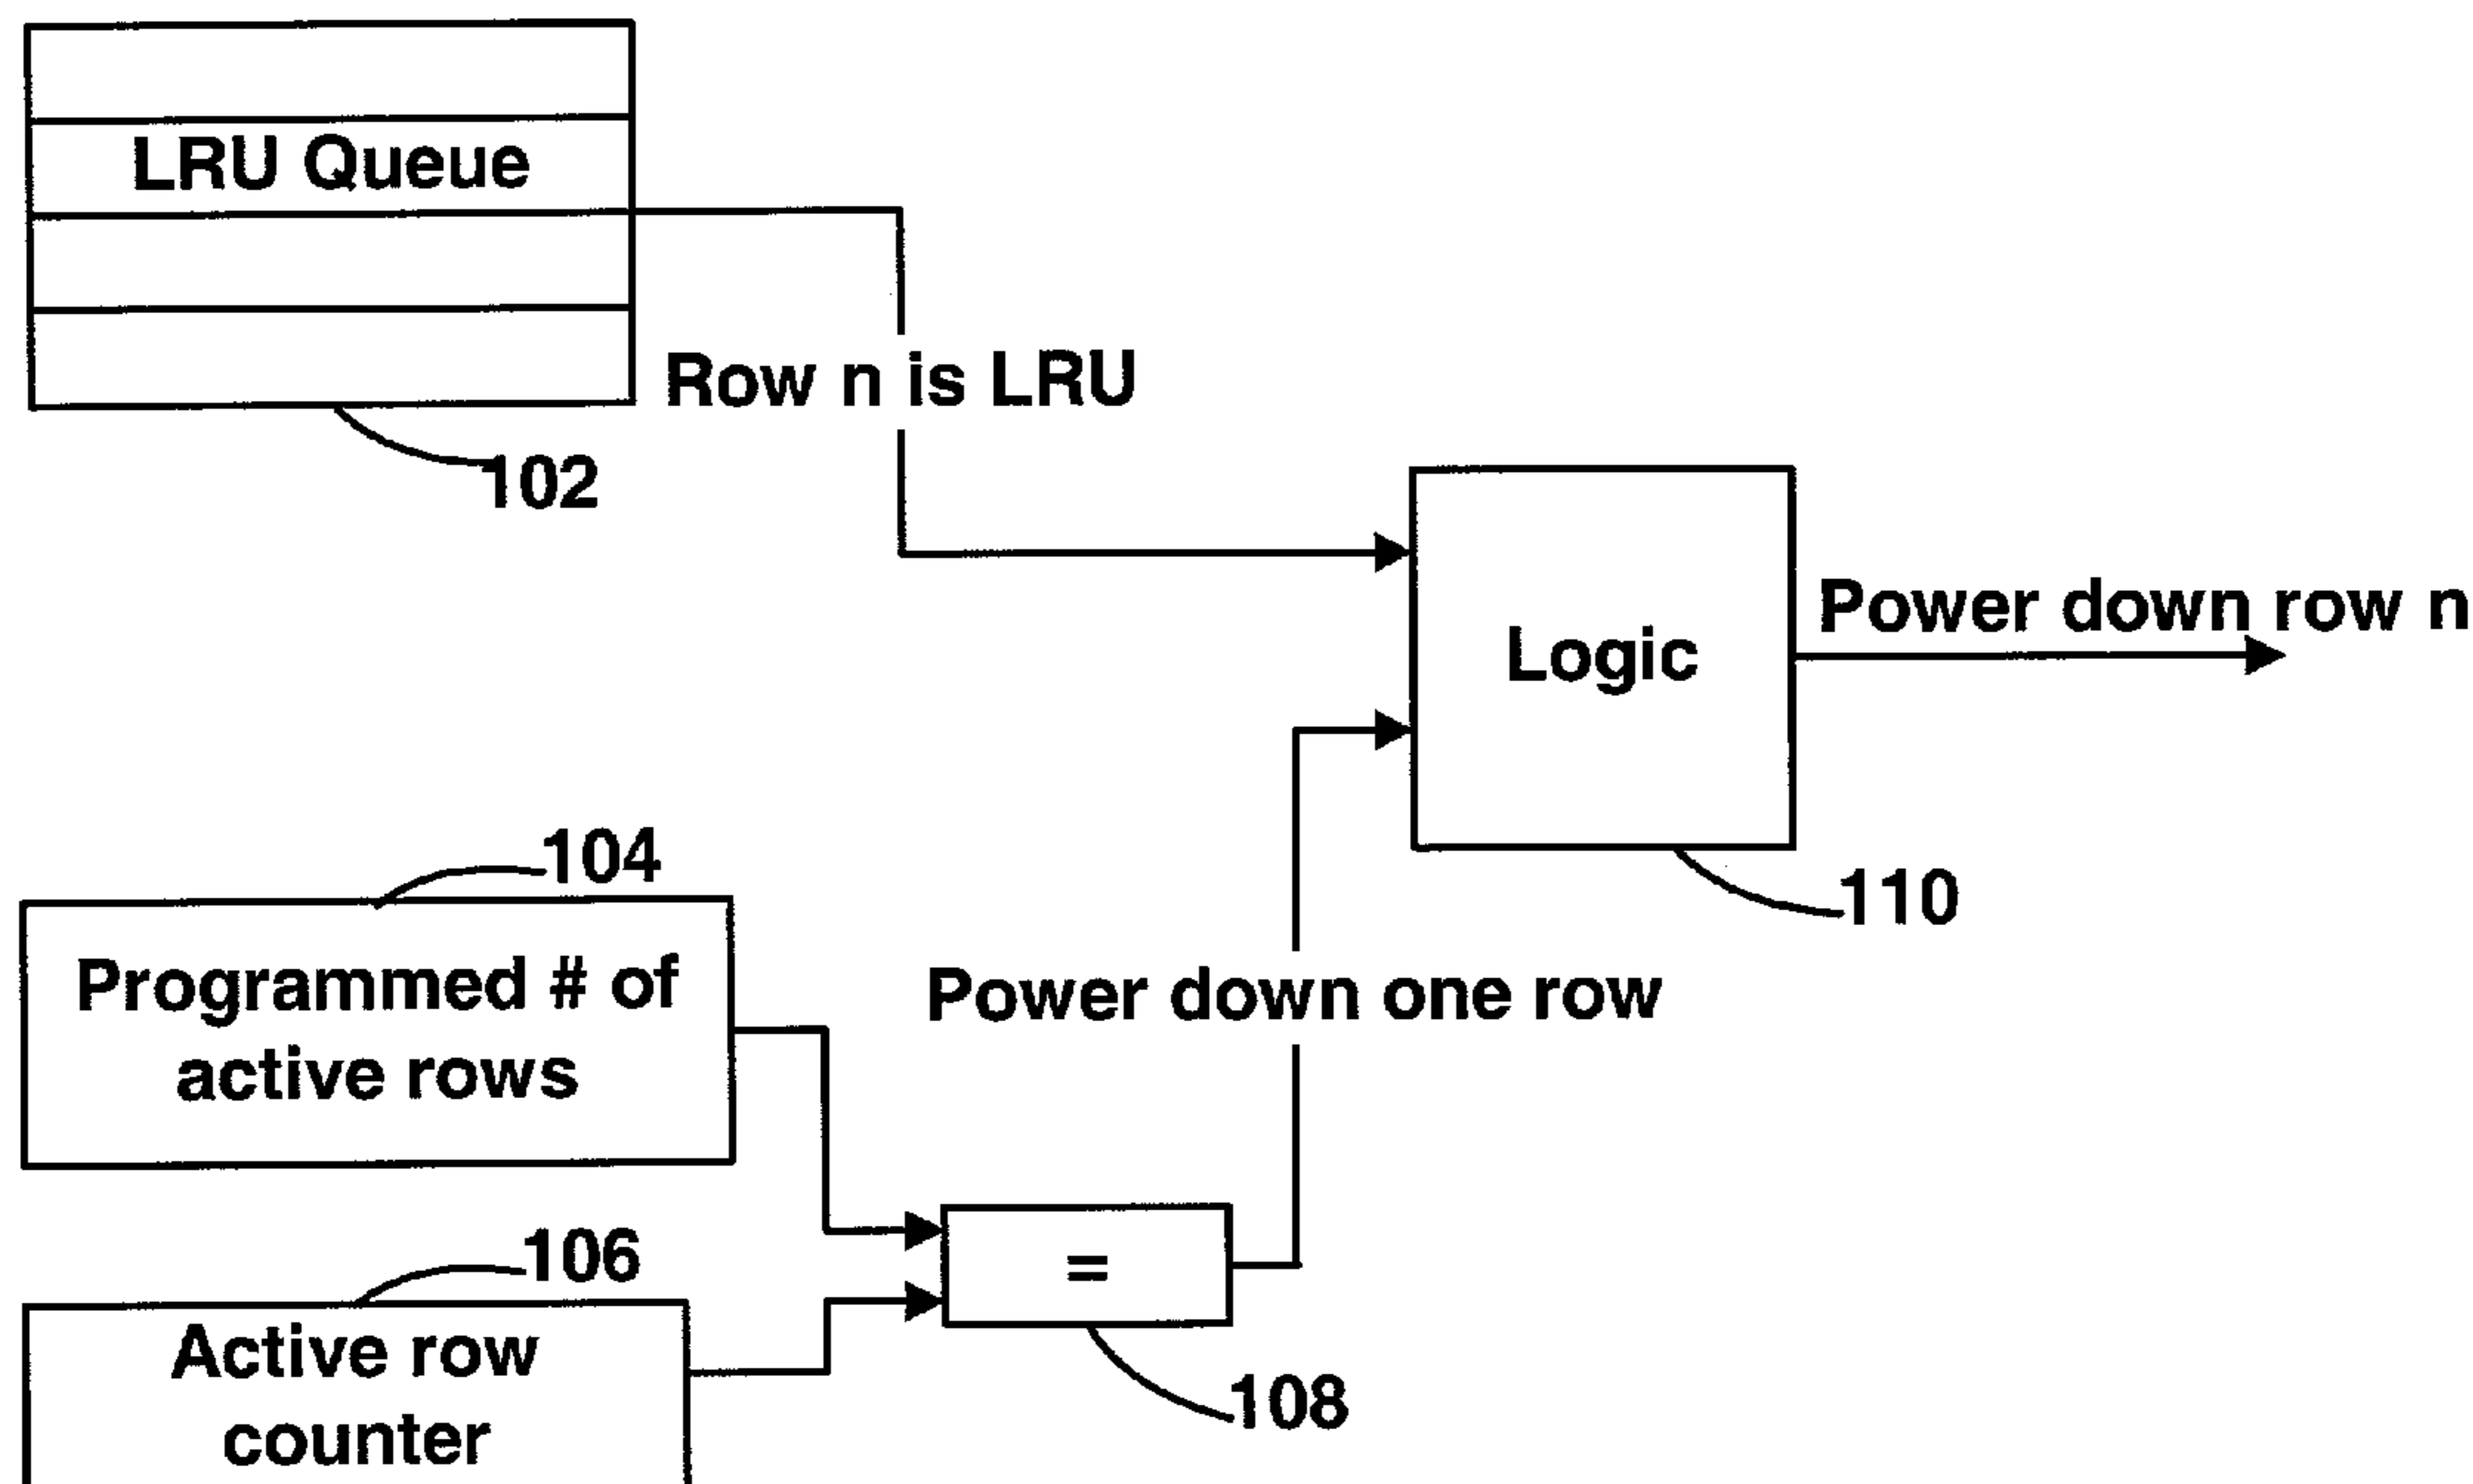 LRU Queue
Row n is LRU
102
Power down row n
Logic
104
110
Programmed # of
active rows
Power down one row
106
=
Active row
counter
108